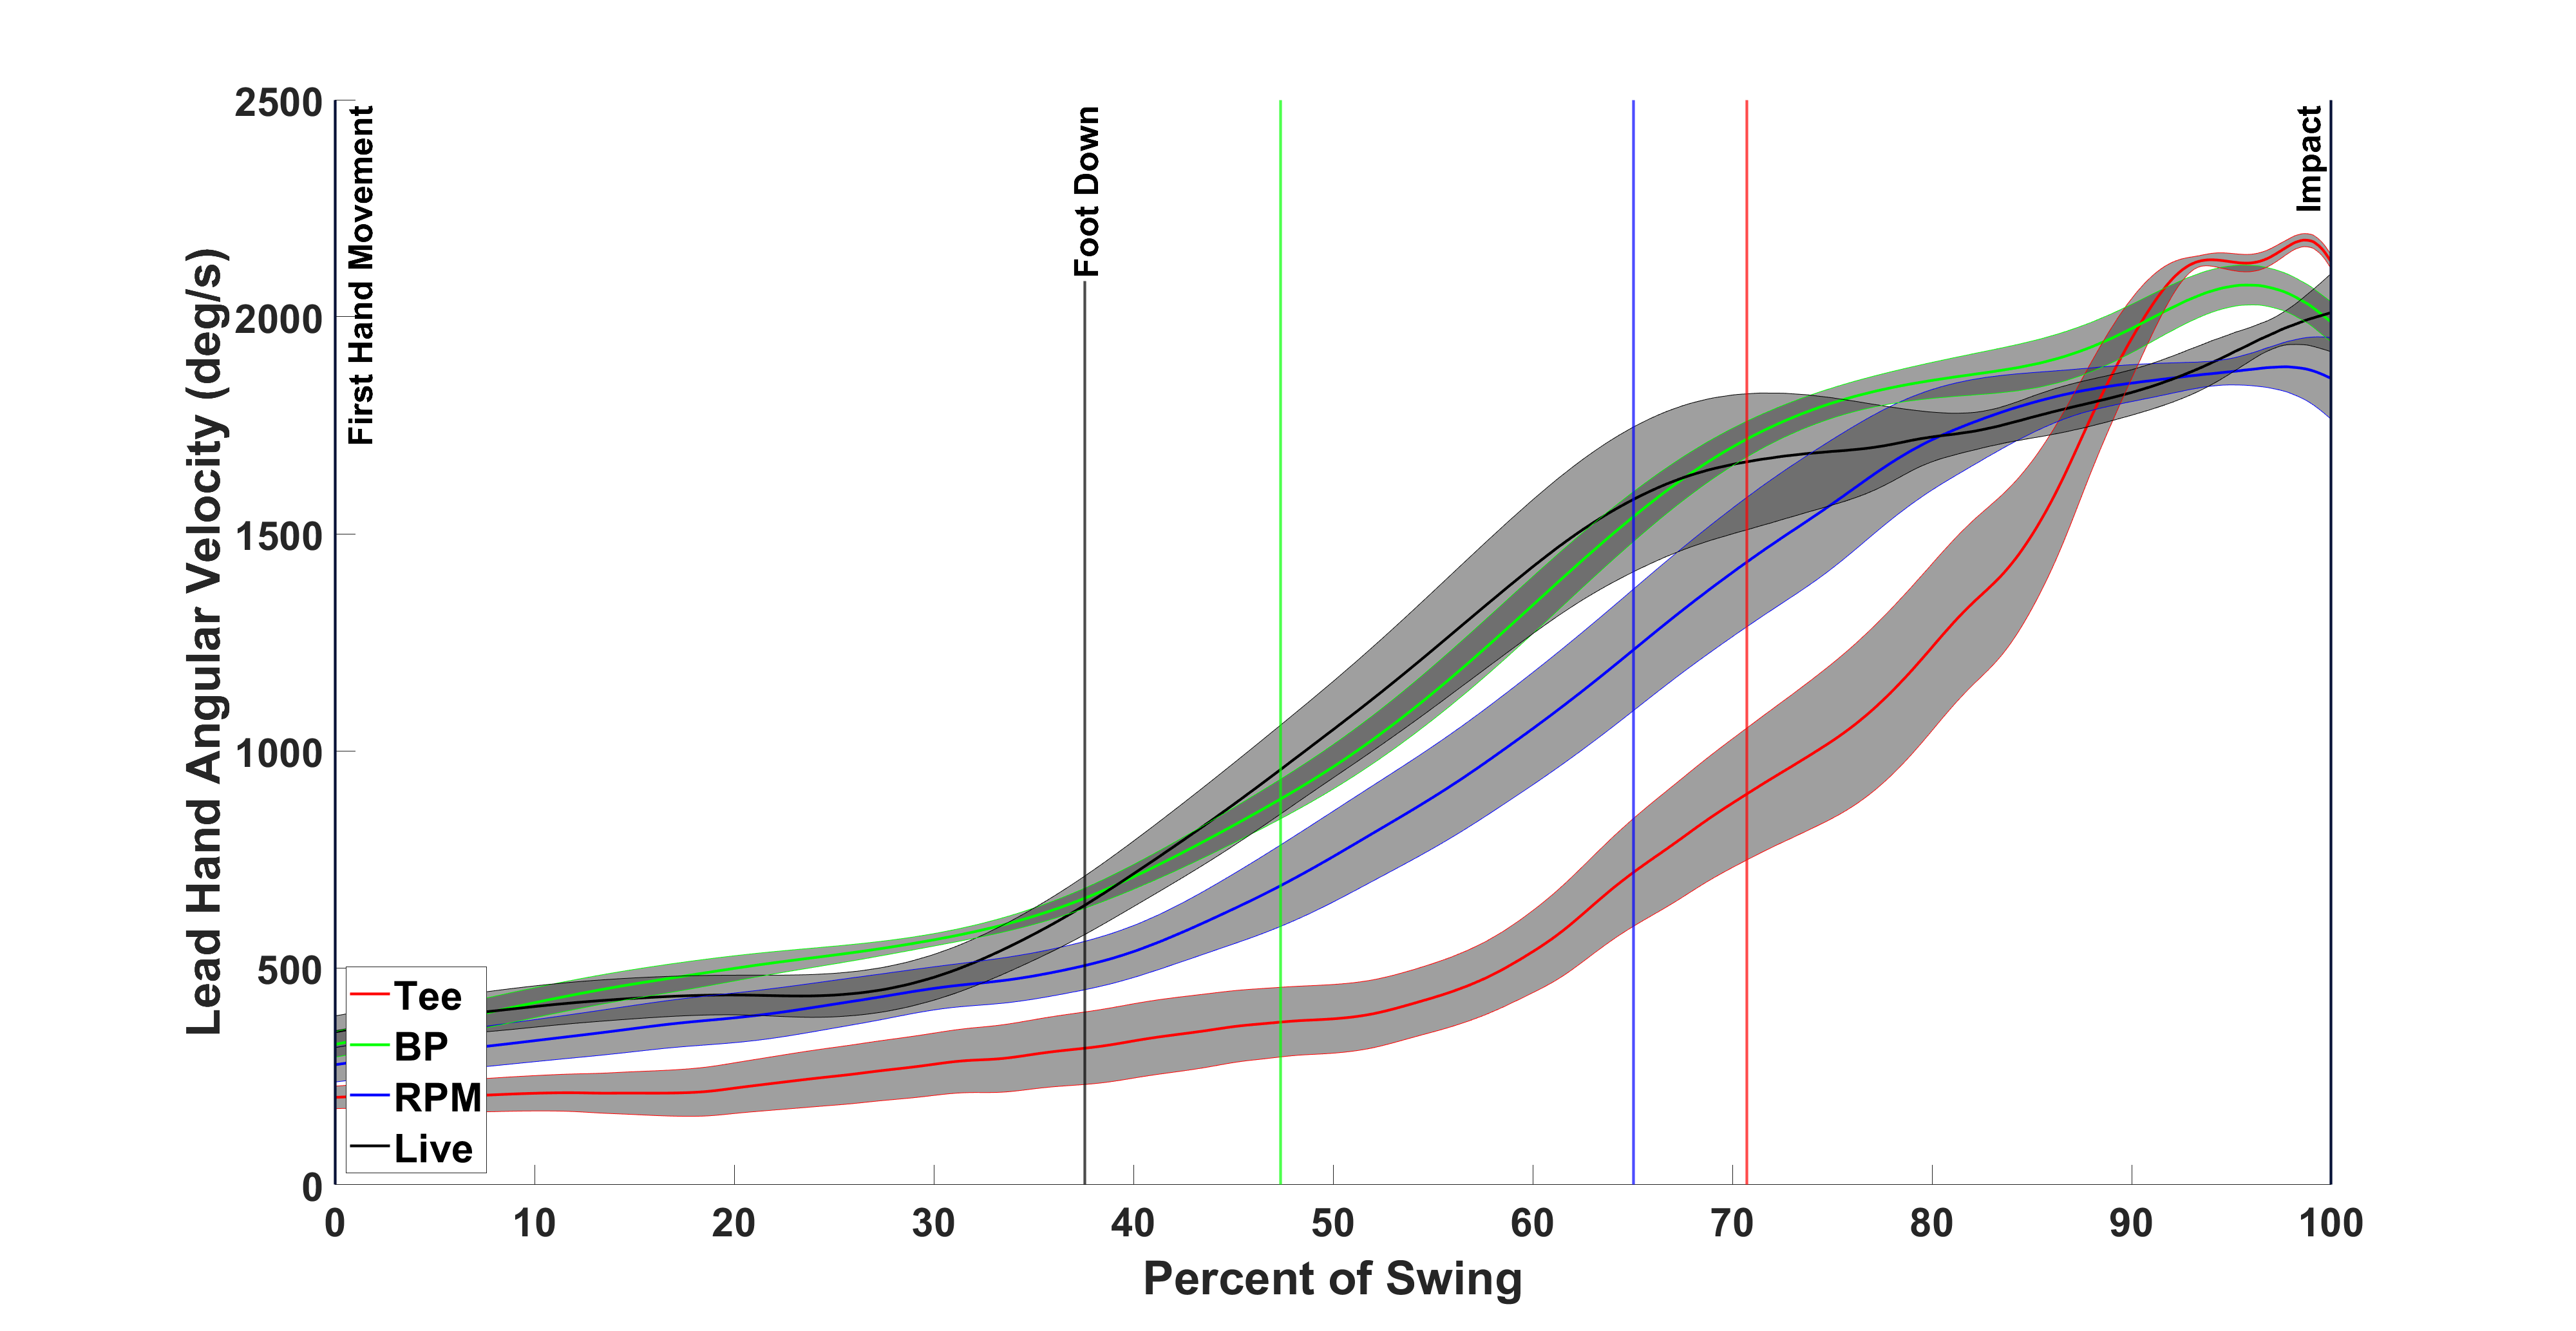 Lead Hand Angular Velocity (deg/s)
2500
2000
1500
1000
500
0
First Hand Movement
Foot Down
Impact
Tee
BP
RPM
Live
0 10 20 30 40 50 60 70 80 90 100
Percent of Swing